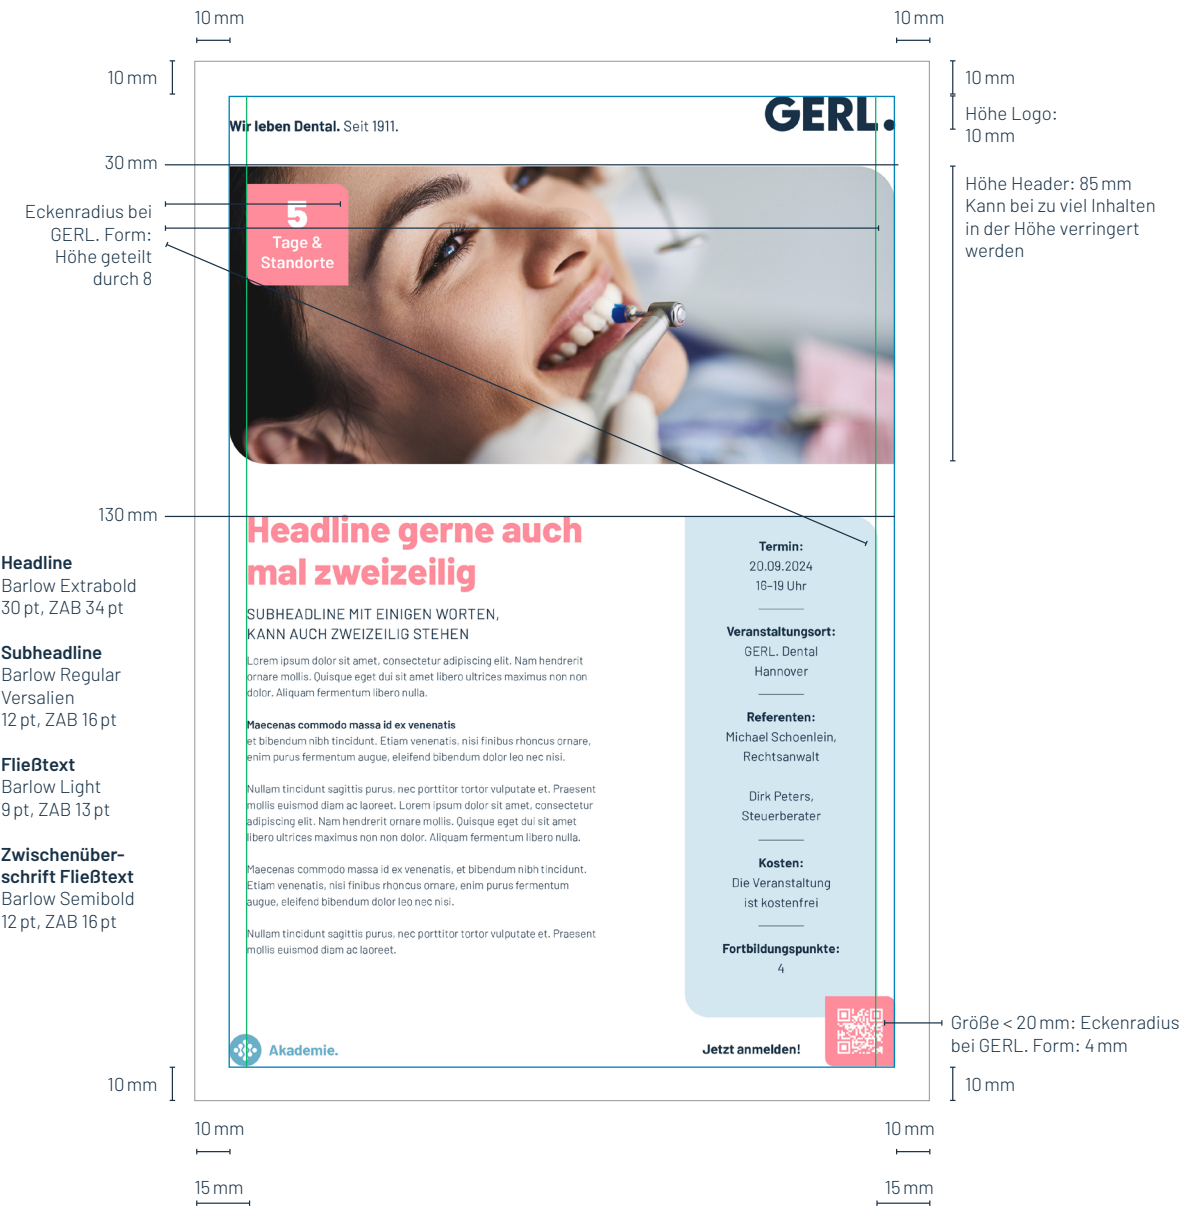 10 mm
10 mm
10 mm
10 mm
Wir leben Dental. Seit 1911.
GERL.
Höhe Logo:
10 mm
30 mm
Höhe Header: 85 mm
Kann bei zu viel Inhalten
in der Höhe verringert
werden
Eckenradius bei
GERL. Form:
Höhe geteilt
durch 8
5
Tage &
Standorte
130 mm
Headline gerne auch
mal zweizeilig
SUBHEADLINE MIT EINIGEN WORTEN,
KANN AUCH ZWEIZEILIG STEHEN
Lorem ipsum dolor sit amet, consectetur adipiscing elit. Nam hendrerit
ornare mollis. Quisque eget dui sit amet libero ultrices maximus non non
dolor. Aliquam fermentum libero nulla.
Maecenas commodo massa id ex venenatis
et bibendum nibh tincidunt. Etiam venenatis, nisi finibus rhoncus ornare,
enim purus fermentum augue, eleifend bibendum dolor leo nec nisi.
Nullam tincidunt sagittis purus, nec porttitor tortor vulputate et. Praesent
mollis euismod diam ac laoreet. Lorem ipsum dolor sit amet, consectetur
adipiscing elit. Nam hendrerit ornare mollis. Quisque eget dui sit amet
libero ultrices maximus non non dolor. Aliquam fermentum libero nulla.
Maecenas commodo massa id ex venenatis, et bibendum nibh tincidunt.
Etiam venenatis, nisi finibus rhoncus ornare, enim purus fermentum
augue, eleifend bibendum dolor leo nec nisi.
Nullam tincidunt sagittis purus, nec porttitor tortor vulputate et. Praesent
mollis euismod diam ac laoreet.
Termin:
20.09.2024
16–19 Uhr
Veranstaltungsort:
GERL. Dental
Hannover
Referenten:
Michael Schoenlein,
Rechtsanwalt
Dirk Peters,
Steuerberater
Kosten:
Die Veranstaltung
ist kostenfrei
Fortbildungspunkte:
4
Headline
Barlow Extrabold
30 pt, ZAB 34 pt
Subheadline
Barlow Regular
Versalien
12 pt, ZAB 16 pt
Fließtext
Barlow Light
9 pt, ZAB 13 pt
Zwischenüber-
schrift Fließtext
Barlow Semibold
12 pt, ZAB 16 pt
Akademie.
Jetzt anmelden!
Größe < 20 mm: Eckenradius
bei GERL. Form: 4 mm
10 mm
10 mm
10 mm
10 mm
15 mm
15 mm